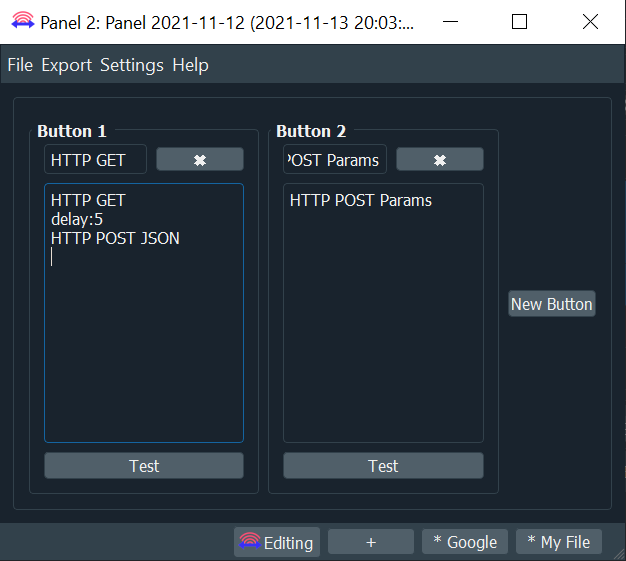 Panel 2: Panel 2021-11-12 (2021-11-13 20:03:...
File Export Settings Help
Button 1
Button 2
HTTP GET
✖
POST Params
✖
HTTP GET
delay:5
HTTP POST JSON
HTTP POST Params
New Button
Test
Test
Editing
+
* Google
* My File